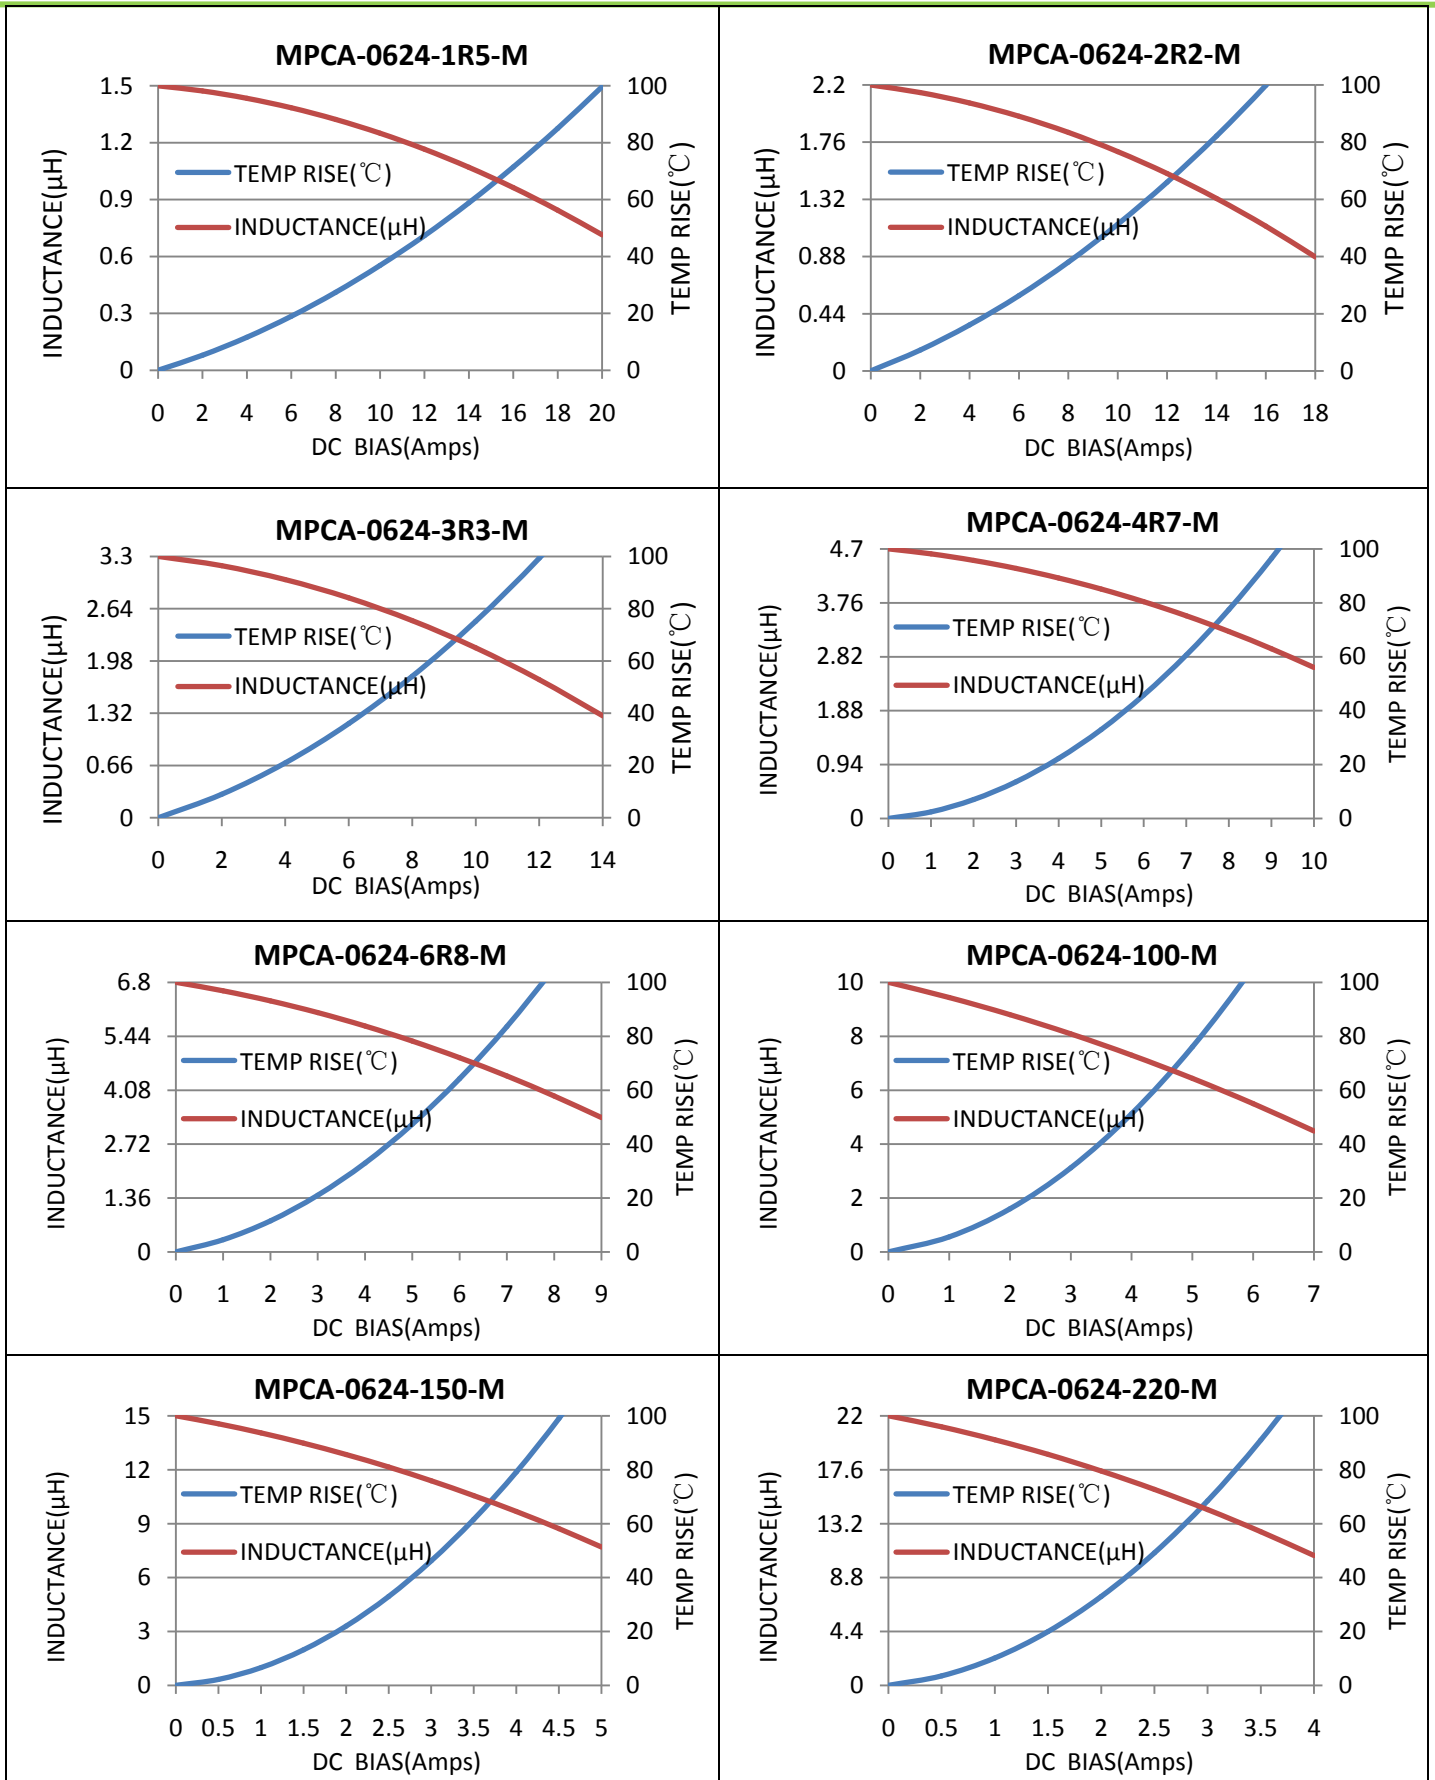 MPCA-0624-1R5-M
INDUCTANCE(μH)
1.5
1.2
0.9
0.6
0.3
0
TEMP RISE(℃)
INDUCTANCE(μH)
100
80
60
40
20
0
TEMP RISE(℃)
0 2 4 6 8 10 12 14 16 18 20
DC BIAS(Amps)
MPCA-0624-2R2-M
INDUCTANCE(μH)
2.2
1.76
1.32
0.88
0.44
0
TEMP RISE(℃)
INDUCTANCE(μH)
100
80
60
40
20
0
TEMP RISE(℃)
0 2 4 6 8 10 12 14 16 18
DC BIAS(Amps)
MPCA-0624-3R3-M
INDUCTANCE(μH)
3.3
2.64
1.98
1.32
0.66
0
TEMP RISE(℃)
INDUCTANCE(μH)
100
80
60
40
20
0
TEMP RISE(℃)
0 2 4 6 8 10 12 14
DC BIAS(Amps)
MPCA-0624-4R7-M
INDUCTANCE(μH)
4.7
3.76
2.82
1.88
0.94
0
TEMP RISE(℃)
INDUCTANCE(μH)
100
80
60
40
20
0
TEMP RISE(℃)
0 1 2 3 4 5 6 7 8 9 10
DC BIAS(Amps)
MPCA-0624-6R8-M
INDUCTANCE(μH)
6.8
5.44
4.08
2.72
1.36
0
TEMP RISE(℃)
INDUCTANCE(μH)
100
80
60
40
20
0
TEMP RISE(℃)
0 1 2 3 4 5 6 7 8 9
DC BIAS(Amps)
MPCA-0624-100-M
INDUCTANCE(μH)
10
8
6
4
2
0
TEMP RISE(℃)
INDUCTANCE(μH)
100
80
60
40
20
0
TEMP RISE(℃)
0 1 2 3 4 5 6 7
DC BIAS(Amps)
MPCA-0624-150-M
INDUCTANCE(μH)
15
12
9
6
3
0
TEMP RISE(℃)
INDUCTANCE(μH)
100
80
60
40
20
0
TEMP RISE(℃)
0 0.5 1 1.5 2 2.5 3 3.5 4 4.5 5
DC BIAS(Amps)
MPCA-0624-220-M
INDUCTANCE(μH)
22
17.6
13.2
8.8
4.4
0
TEMP RISE(℃)
INDUCTANCE(μH)
100
80
60
40
20
0
TEMP RISE(℃)
0 0.5 1 1.5 2 2.5 3 3.5 4
DC BIAS(Amps)